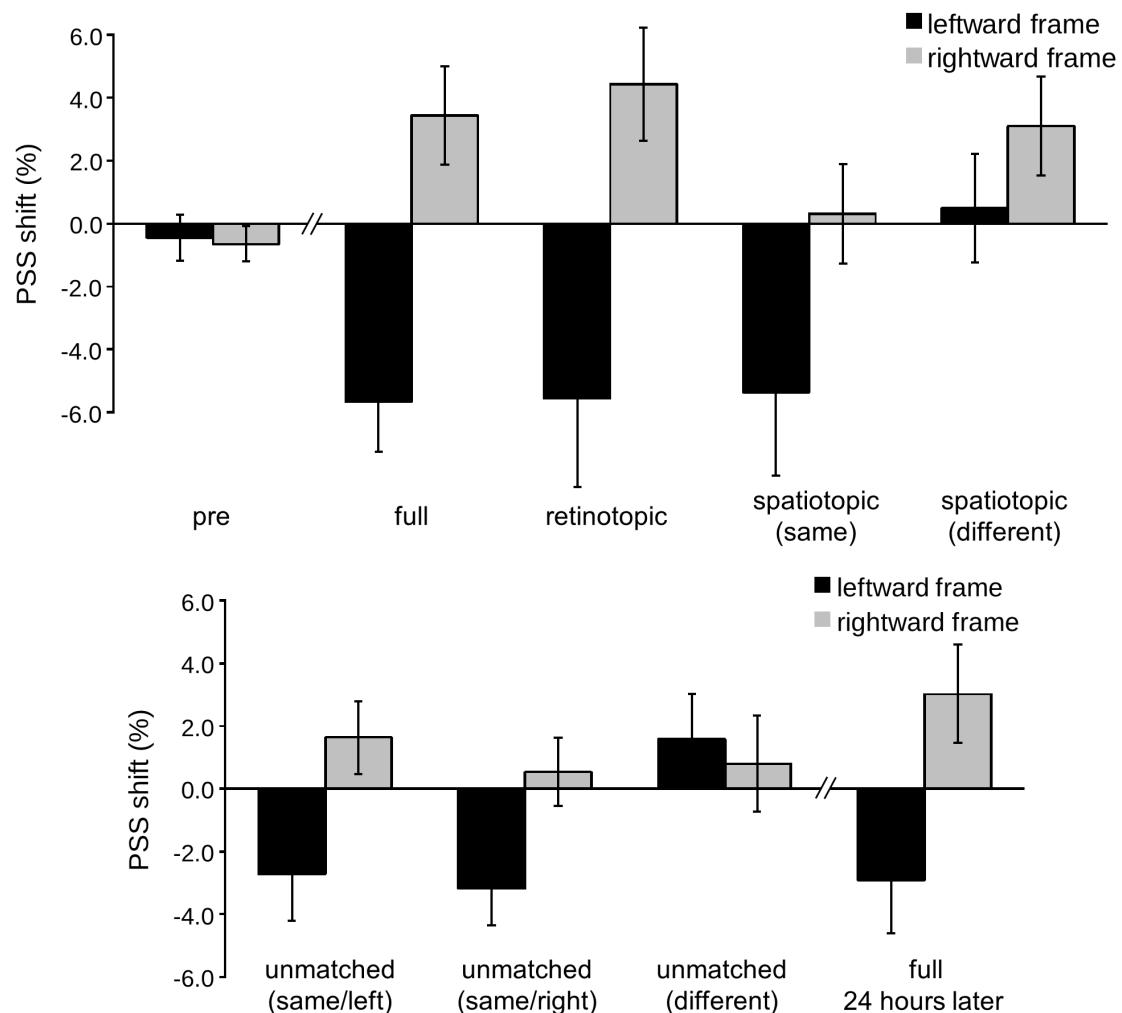 leftward frame
rightward frame
PSS shift (%)
6.0
4.0
2.0
0.0
-2.0
-4.0
-6.0
pre
full
retinotopic
spatiotopic
(same)
spatiotopic
(different)
leftward frame
rightward frame
PSS shift (%)
6.0
4.0
2.0
0.0
-2.0
-4.0
-6.0
unmatched
(same/left)
unmatched
(same/right)
unmatched
(different)
full
24 hours later